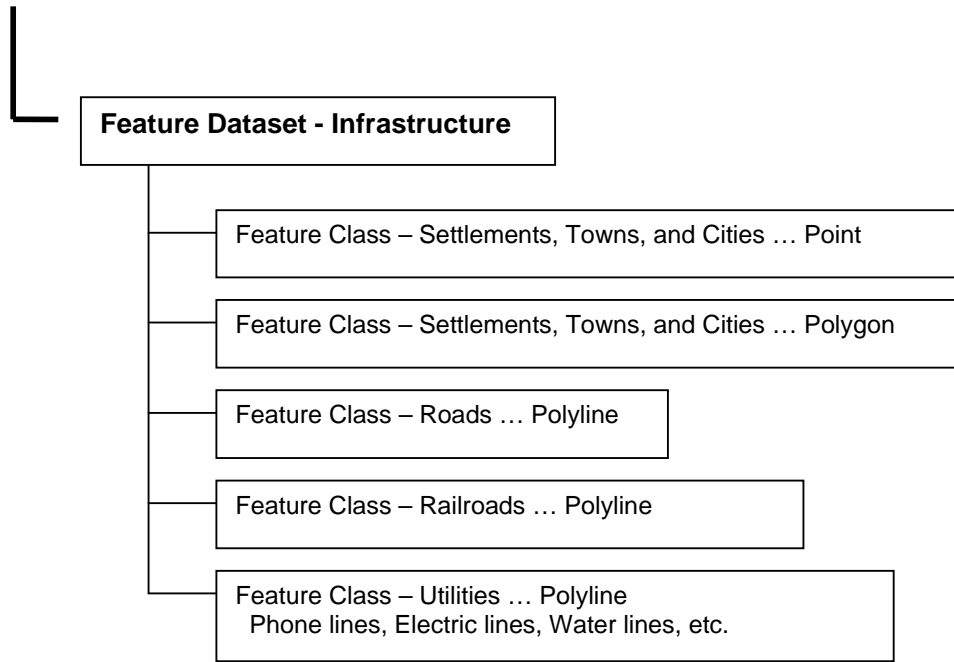 Feature Dataset - Infrastructure
Feature Class – Settlements, Towns, and Cities … Point
Feature Class – Settlements, Towns, and Cities … Polygon
Feature Class – Roads … Polyline
Feature Class – Railroads … Polyline
Feature Class – Utilities … Polyline
Phone lines, Electric lines, Water lines, etc.